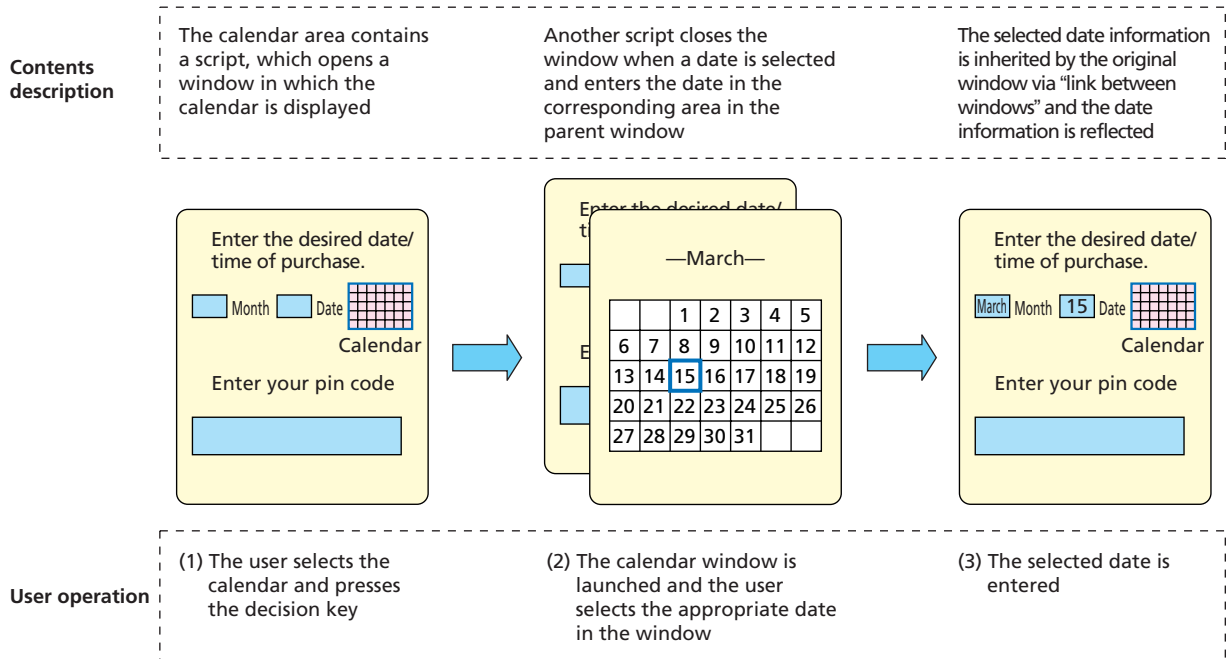 Contents
description
The calendar area contains
a script, which opens a
window in which the
calendar is displayed
Another script closes the
window when a date is selected
and enters the date in the
corresponding area in the
parent window
The selected date information
is inherited by the original
window via “link between
windows” and the date
information is reflected
Enter the desired date/
time of purchase.
Month Date
Calendar
Enter your pin code
Enter the desired date/
—March—
1 2 3 4 5
6 7 8 9 10 11 12
13 14 15 16 17 18 19
20 21 22 23 24 25 26
27 28 29 30 31
Enter the desired date/
time of purchase.
March Month 15 Date
Calendar
Enter your pin code
User operation
(1) The user selects the
calendar and presses
the decision key
(2) The calendar window is
launched and the user
selects the appropriate date
in the window
(3) The selected date is
entered